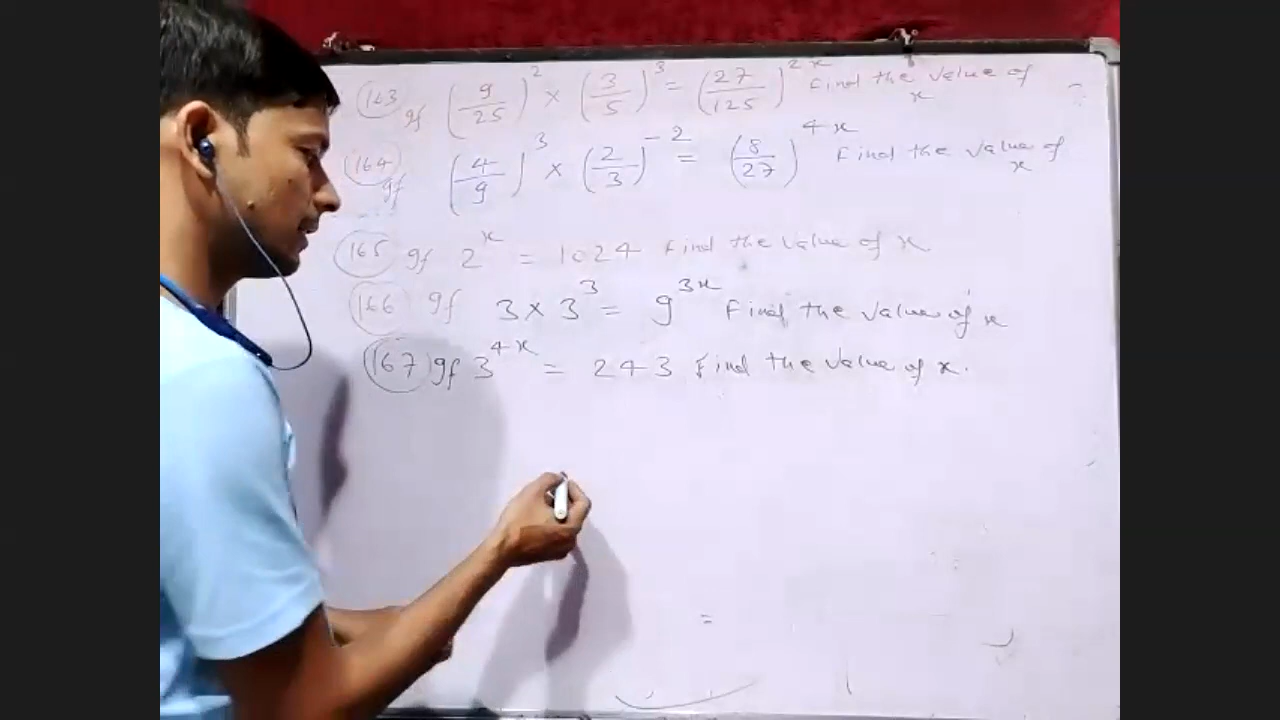 163 If (9/25)^2 × (3/5)^3 = (27/125)^2x Find the value of x
164 If (4/9)^3 × (2/3)^-2 = (8/27)^4x Find the value of x
165 If 2^x = 1024 Find the value of x
166 If 3 × 3^3 = 9^3x Find the value of x
167 If 3^4x = 243 Find the value of x.